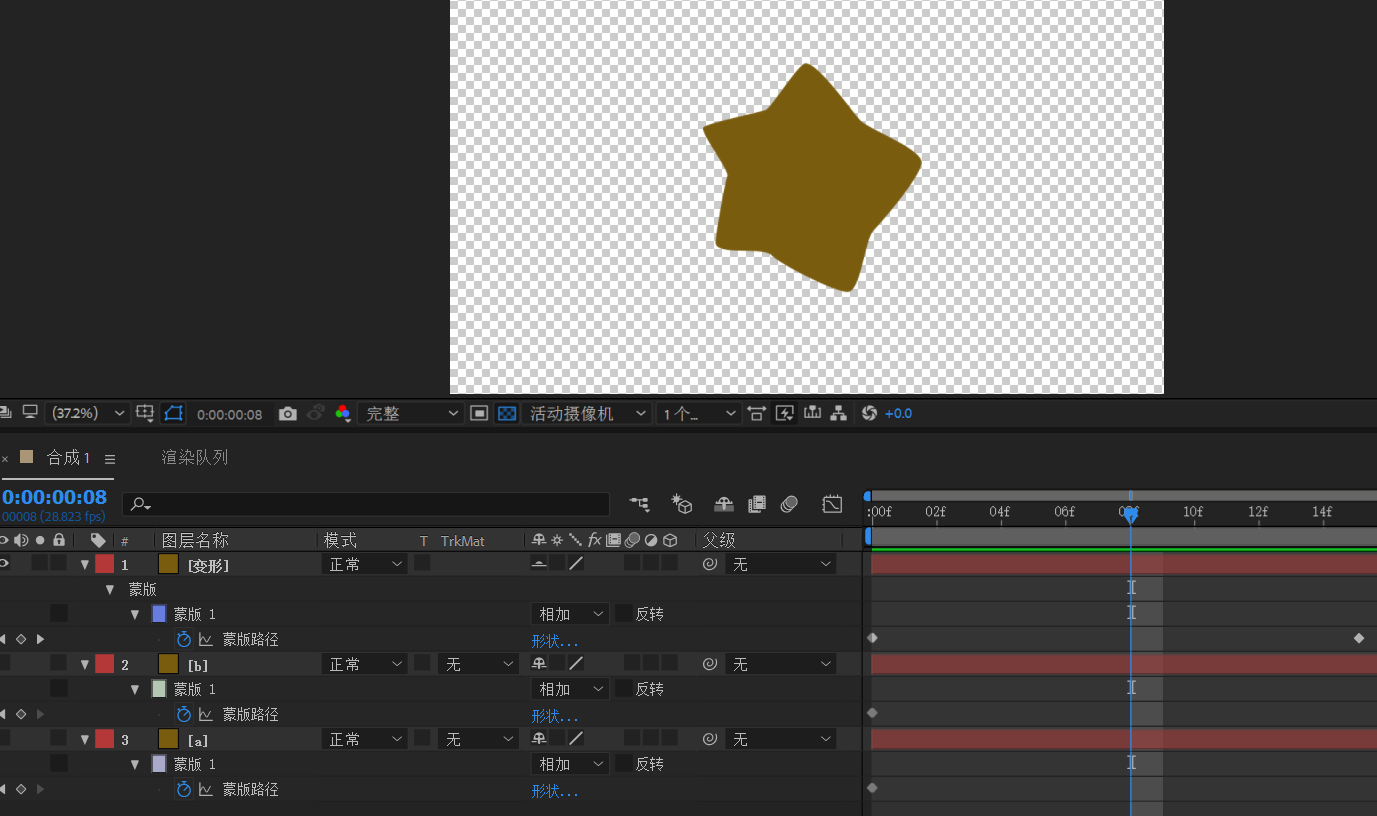 (37.2%) 0:00:00:08 完整 活动摄像机 1个... +0.0
× 合成 1 ☰ 渲染队列
0:00:00:08
00008 (28.823 fps)
:00f 02f 04f 06f 08f 10f 12f 14f
# 图层名称 模式 T TrkMat fx 父级
1 [变形] 正常 无
蒙版
蒙版 1 相加 反转
蒙版路径 形状...
2 [b] 正常 无 无
蒙版 1 相加 反转
蒙版路径 形状...
3 [a] 正常 无 无
蒙版 1 相加 反转
蒙版路径 形状...